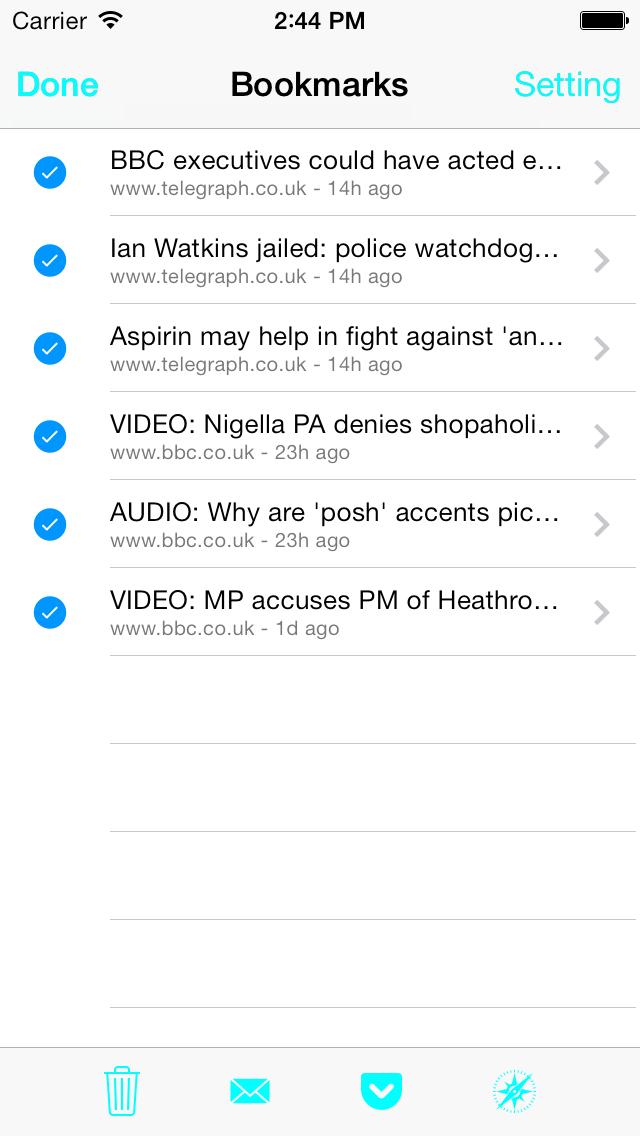 Carrier 2:44 PM
Done Bookmarks Setting
BBC executives could have acted e...
www.telegraph.co.uk - 14h ago
Ian Watkins jailed: police watchdog...
www.telegraph.co.uk - 14h ago
Aspirin may help in fight against 'an...
www.telegraph.co.uk - 14h ago
VIDEO: Nigella PA denies shopaholi...
www.bbc.co.uk - 23h ago
AUDIO: Why are 'posh' accents pic...
www.bbc.co.uk - 23h ago
VIDEO: MP accuses PM of Heathro...
www.bbc.co.uk - 1d ago